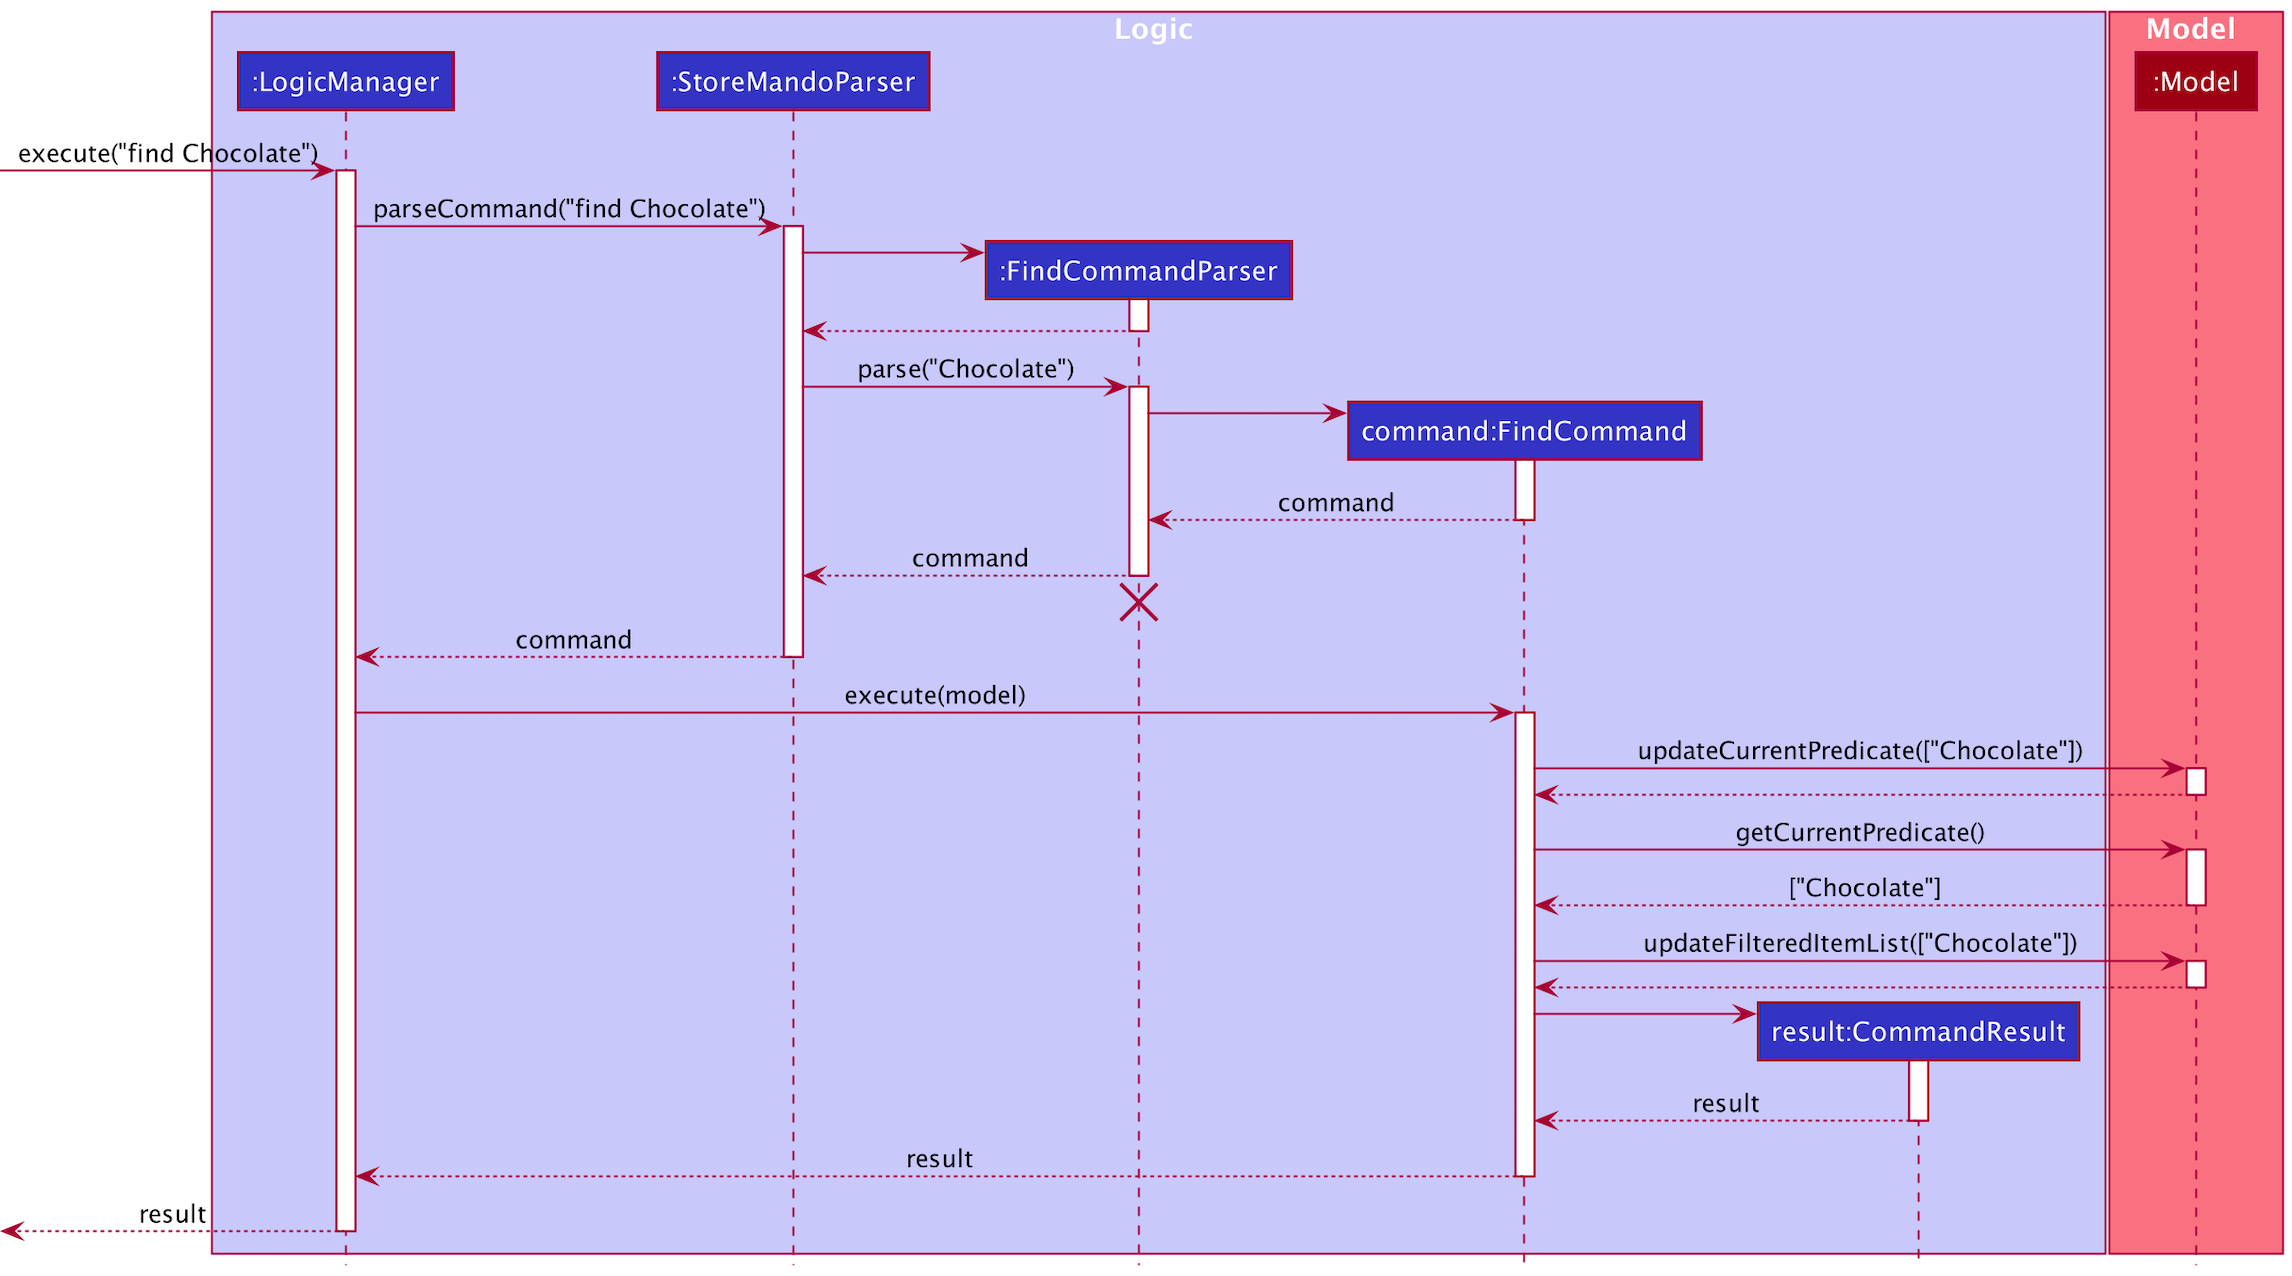 Logic
Model
:LogicManager
:StoreMandoParser
:Model
execute("find Chocolate")
parseCommand("find Chocolate")
:FindCommandParser
parse("Chocolate")
command:FindCommand
command
command
command
execute(model)
updateCurrentPredicate(["Chocolate"])
getCurrentPredicate()
["Chocolate"]
updateFilteredItemList(["Chocolate"])
result:CommandResult
result
result
result